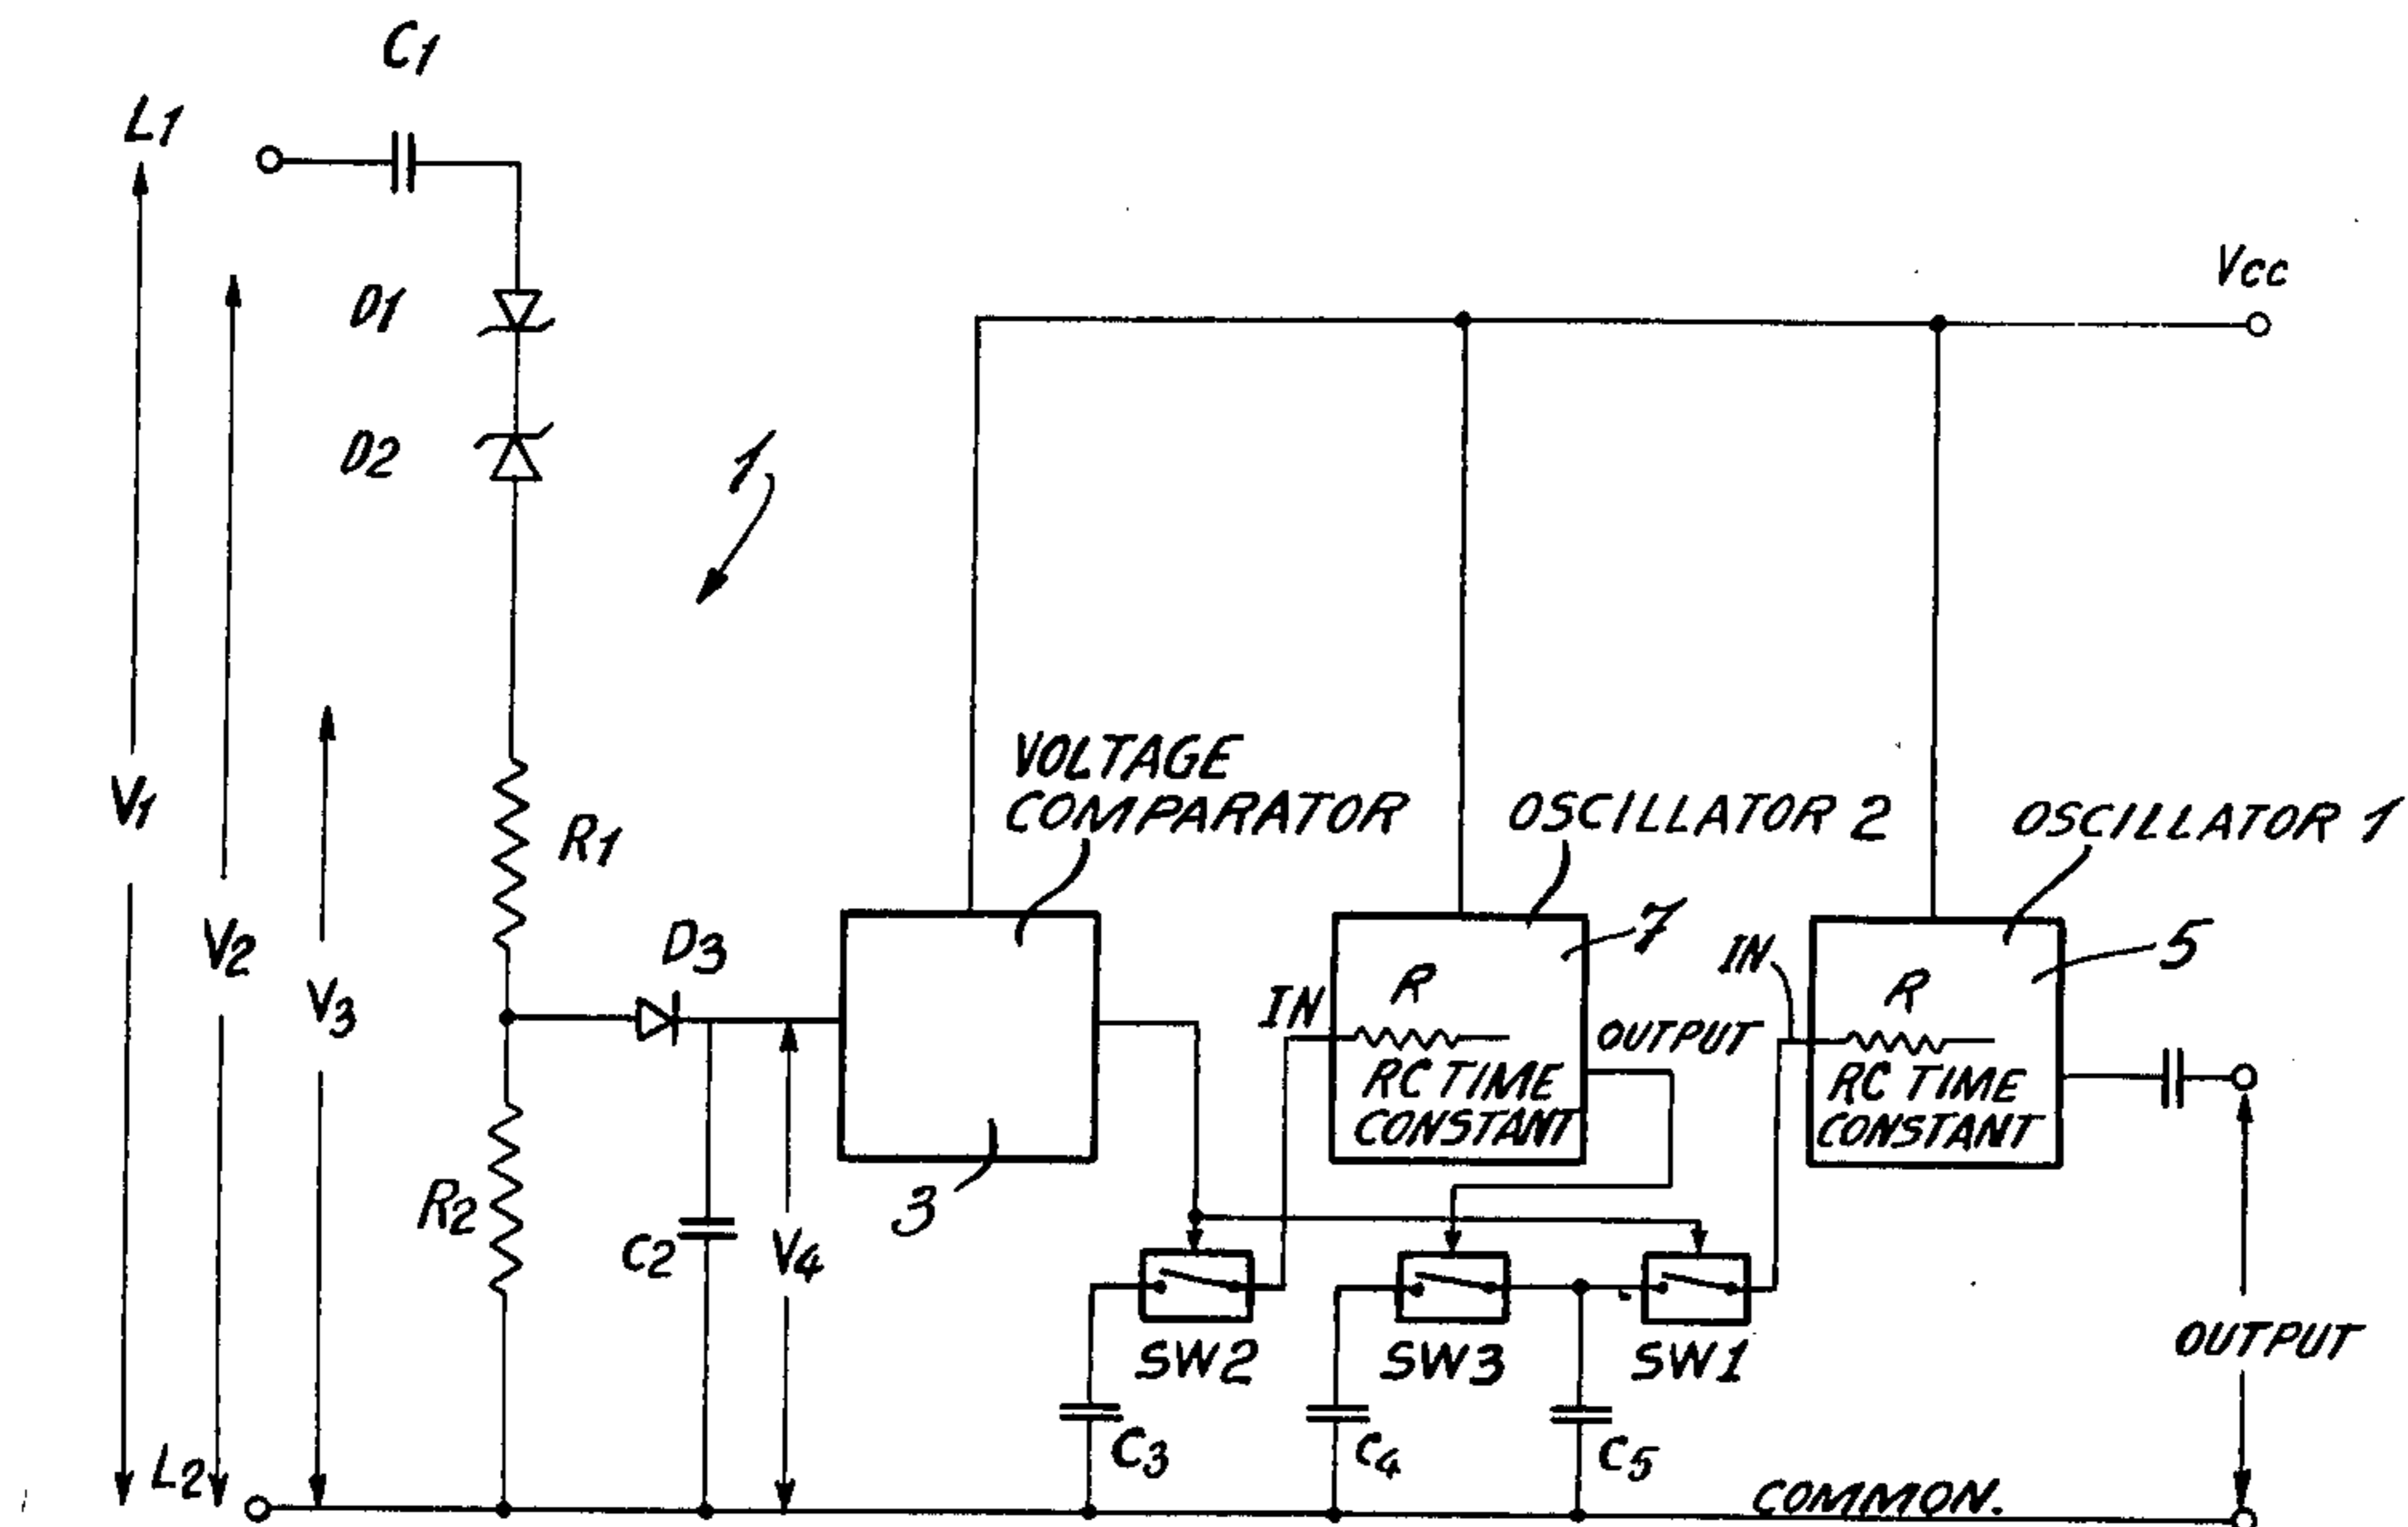 C1
L1
Vcc
D1
D2
1
VOLTAGE
COMPARATOR
OSCILLATOR 2
OSCILLATOR 1
V1
R1
V2
D3
7
5
IN
R
IN
R
V3
OUTPUT
RC TIME
CONSTANT
RC TIME
CONSTANT
R2
3
C2
V4
SW2
SW3
SW1
OUTPUT
C3
C4
C5
L2
COMMON.